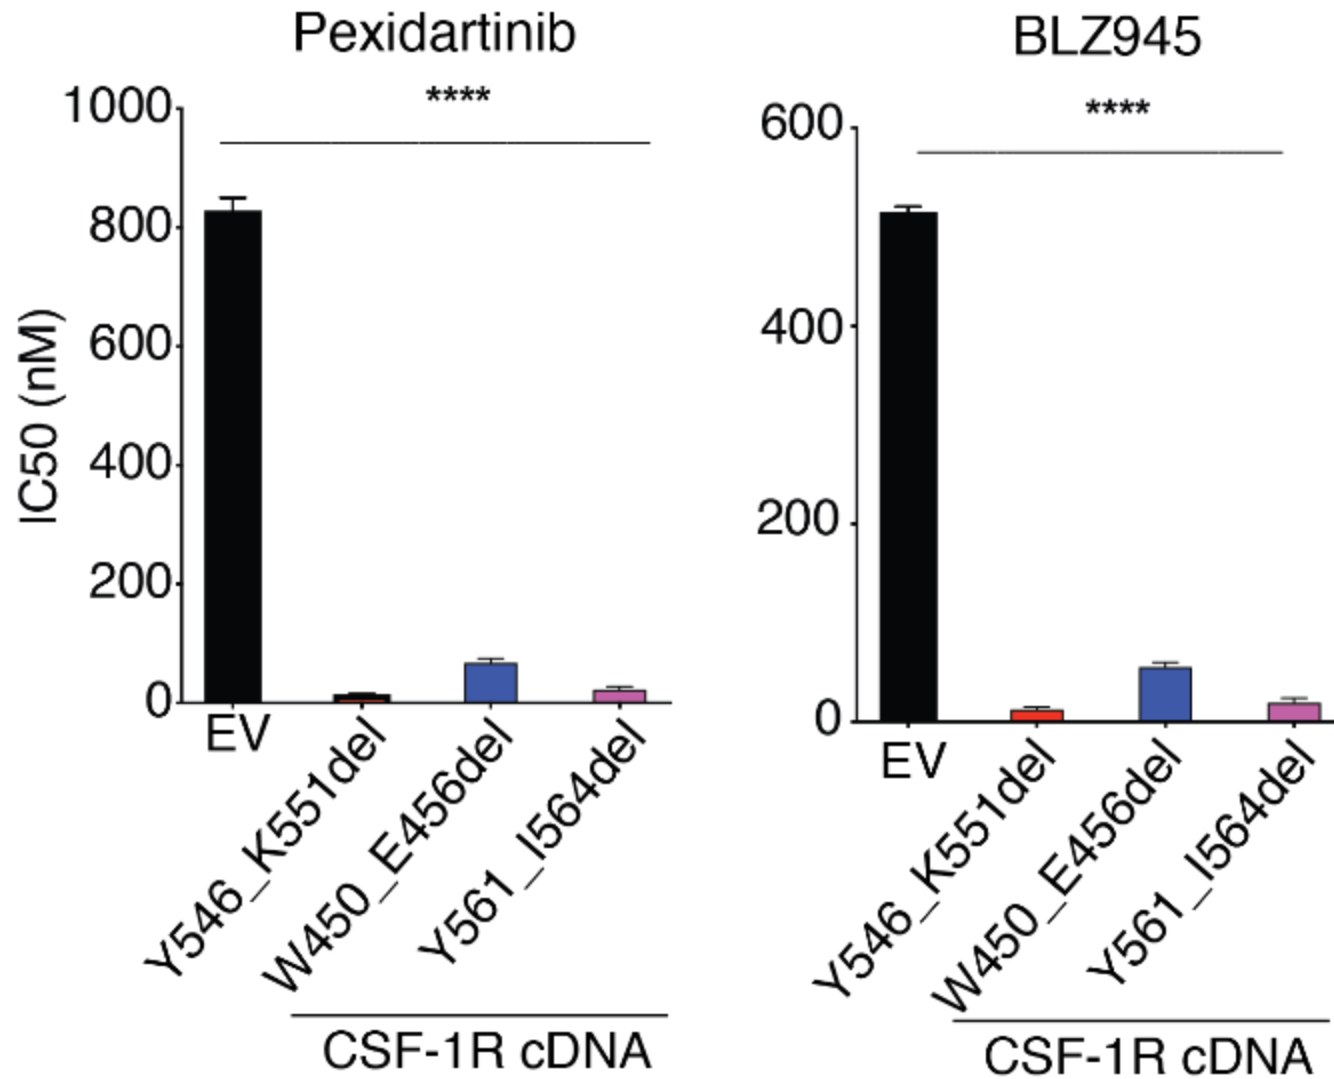 Pexidartinib
****
IC50 (nM)
1000
800
600
400
200
0
EV
Y546_K551del
W450_E456del
Y561_I564del
CSF-1R cDNA
BLZ945
****
600
400
200
0
EV
Y546_K551del
W450_E456del
Y561_I564del
CSF-1R cDNA